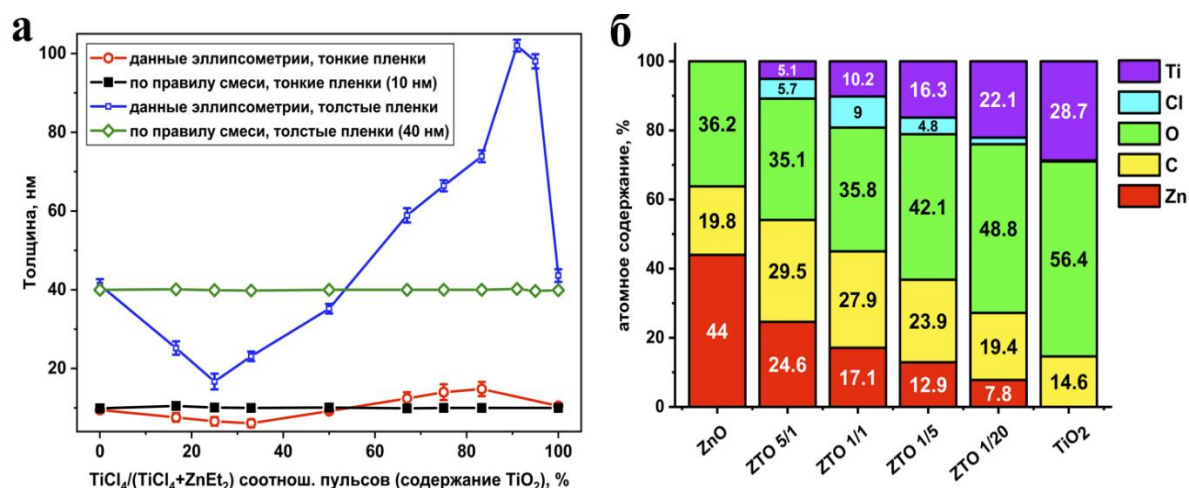 а
данные эллипсометрии, тонкие пленки
по правилу смеси, тонкие пленки (10 нм)
данные эллипсометрии, толстые пленки
по правилу смеси, толстые пленки (40 нм)
Толщина, нм
100
80
60
40
20
0
20
40
60
80
100
TiCl4/(TiCl4+ZnEt2) соотнош. пульсов (содержание TiO2), %
б
атомное содержание, %
100
80
60
40
20
0
36.2
19.8
44
5.1
5.7
35.1
29.5
24.6
10.2
9
35.8
27.9
17.1
16.3
4.8
42.1
23.9
12.9
22.1
48.8
19.4
7.8
28.7
56.4
14.6
ZnO
ZTO 5/1
ZTO 1/1
ZTO 1/5
ZTO 1/20
TiO2
Ti
Cl
O
C
Zn